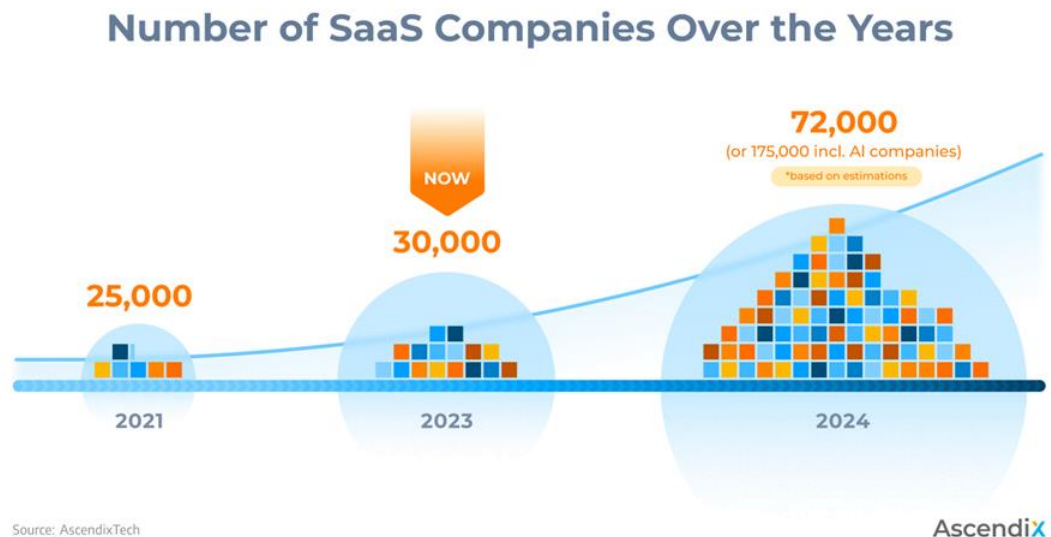 Number of SaaS Companies Over the Years
72,000
(or 175,000 incl. AI companies)
*based on estimations
NOW
30,000
25,000
2021
2023
2024
Source: AscendixTech
Ascendix